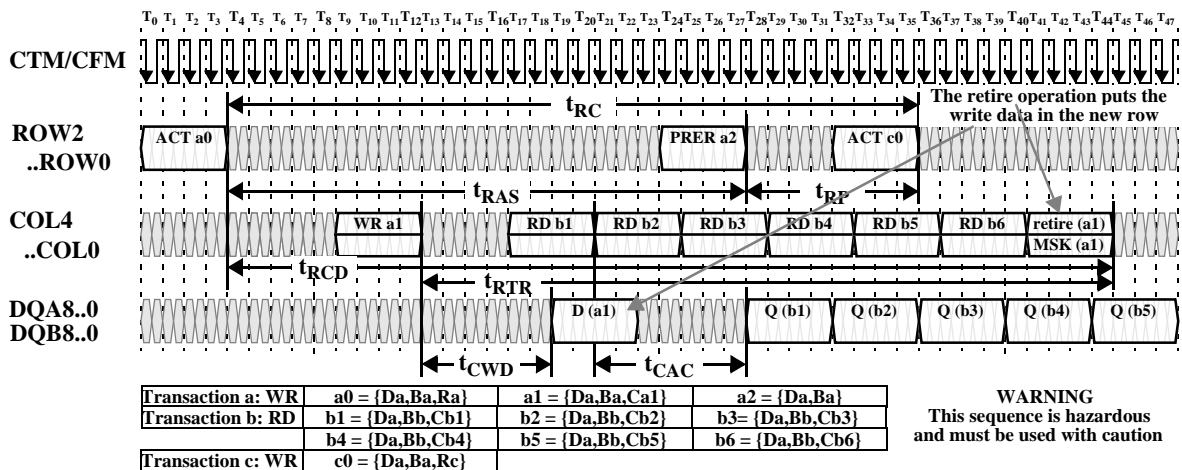 T0 T1 T2 T3 T4 T5 T6 T7 T8 T9 T10 T11 T12 T13 T14 T15 T16 T17 T18 T19 T20 T21 T22 T23 T24 T25 T26 T27 T28 T29 T30 T31 T32 T33 T34 T35 T36 T37 T38 T39 T40 T41 T42 T43 T44 T45 T46 T47
CTM/CFM
tRC
The retire operation puts the
write data in the new row
ROW2
..ROW0
ACT a0 PRER a2 ACT c0
tRAS tRP
COL4
..COL0
WR a1 RD b1 RD b2 RD b3 RD b4 RD b5 RD b6 retire (a1)
MSK (a1)
tRCD
tRTR
DQA8..0
DQB8..0
D (a1) Q (b1) Q (b2) Q (b3) Q (b4) Q (b5)
tCWD tCAC
Transaction a: WR a0 = {Da,Ba,Ra} a1 = {Da,Ba,Ca1} a2 = {Da,Ba}
Transaction b: RD b1 = {Da,Bb,Cb1} b2 = {Da,Bb,Cb2} b3= {Da,Bb,Cb3}
b4 = {Da,Bb,Cb4} b5 = {Da,Bb,Cb5} b6 = {Da,Bb,Cb6}
Transaction c: WR c0 = {Da,Ba,Rc}
WARNING
This sequence is hazardous
and must be used with caution